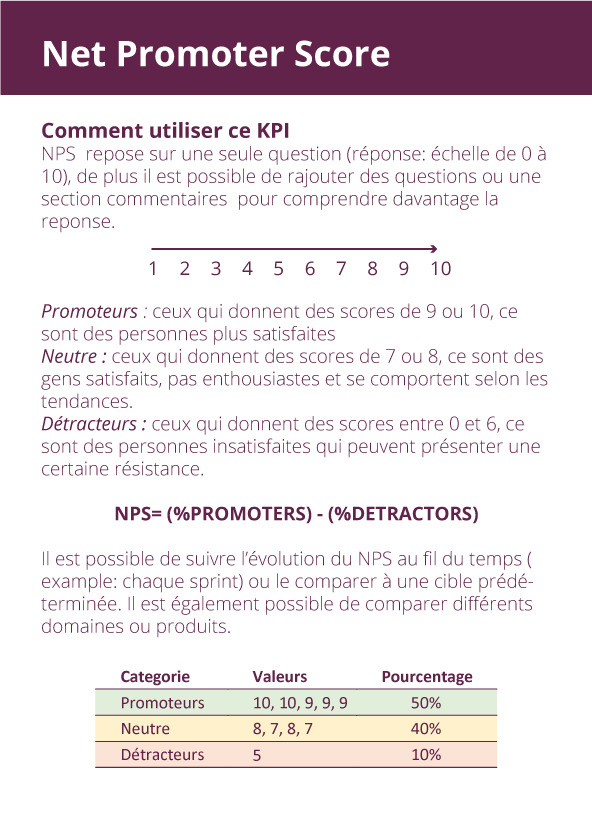 Net Promoter Score
Comment utiliser ce KPI
NPS  repose sur une seule question (réponse: échelle de 0 à
10), de plus il est possible de rajouter des questions ou une
section commentaires  pour comprendre davantage la
reponse.
1 2 3 4 5 6 7 8 9 10
Promoteurs : ceux qui donnent des scores de 9 ou 10, ce
sont des personnes plus satisfaites
Neutre : ceux qui donnent des scores de 7 ou 8, ce sont des
gens satisfaits, pas enthousiastes et se comportent selon les
tendances.
Détracteurs : ceux qui donnent des scores entre 0 et 6, ce
sont des personnes insatisfaites qui peuvent présenter une
certaine résistance.
NPS= (%PROMOTERS) - (%DETRACTORS)
Il est possible de suivre l’évolution du NPS au fil du temps (
example: chaque sprint) ou le comparer à une cible prédé-
terminée. Il est également possible de comparer différents
domaines ou produits.
Categorie Valeurs Pourcentage
Promoteurs 10, 10, 9, 9, 9 50%
Neutre 8, 7, 8, 7 40%
Détracteurs 5 10%